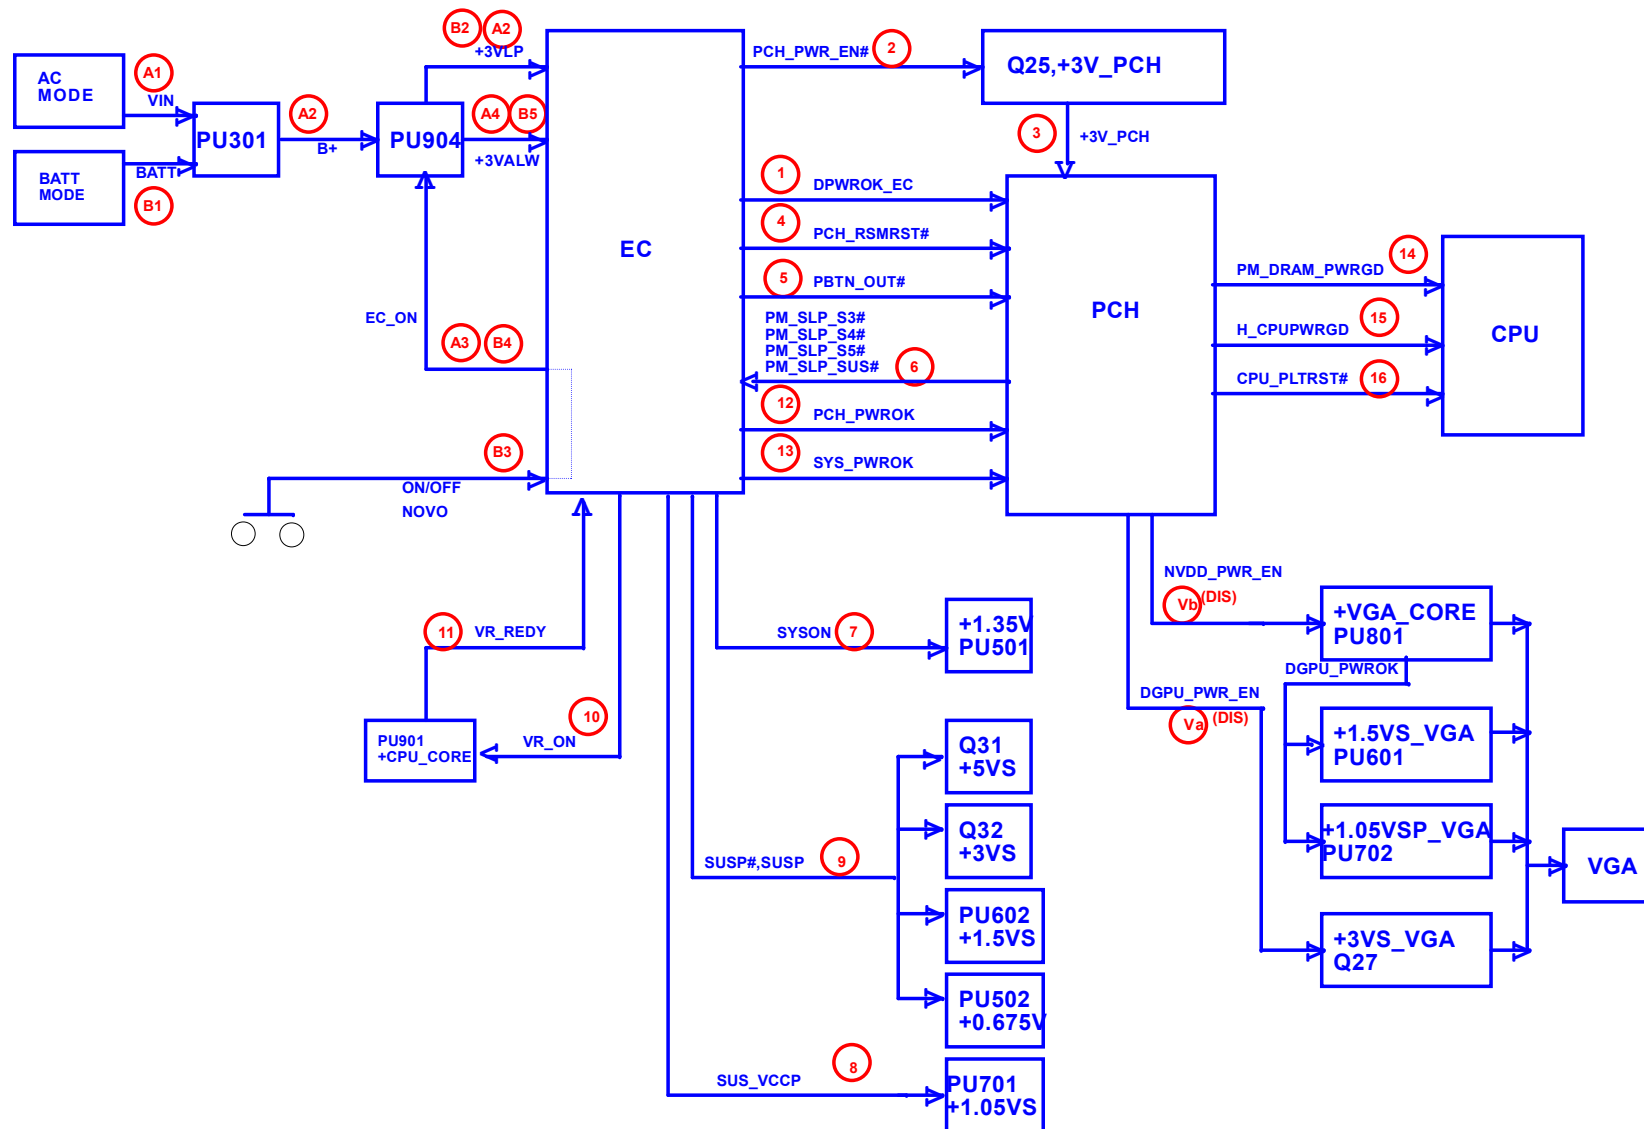 B2 A2
+3VLP
PCH_PWR_EN# 2
Q25,+3V_PCH
AC
MODE
A1
VIN
PU301
A2
B+
PU904
A4 B5
+3VALW
3
+3V_PCH
BATT
MODE
BATT
B1
EC
1
DPWROK_EC
4
PCH_RSMRST#
5
PBTN_OUT#
PM_SLP_S3#
PM_SLP_S4#
PM_SLP_S5#
PM_SLP_SUS# 6
12
PCH_PWROK
13
SYS_PWROK
PCH
PM_DRAM_PWRGD 14
H_CPUPWRGD 15
CPU_PLTRST# 16
CPU
EC_ON
A3 B4
B3
ON/OFF
NOVO
11 VR_REDY
10
VR_ON
PU901
+CPU_CORE
SYSON 7
+1.35V
PU501
NVDD_PWR_EN
Vb (DIS)
+VGA_CORE
PU801
DGPU_PWROK
DGPU_PWR_EN
Va (DIS)
+1.5VS_VGA
PU601
Q31
+5VS
Q32
+3VS
+1.05VSP_VGA
PU702
VGA
SUSP#,SUSP 9
PU602
+1.5VS
+3VS_VGA
Q27
PU502
+0.675V
SUS_VCCP 8
PU701
+1.05VS